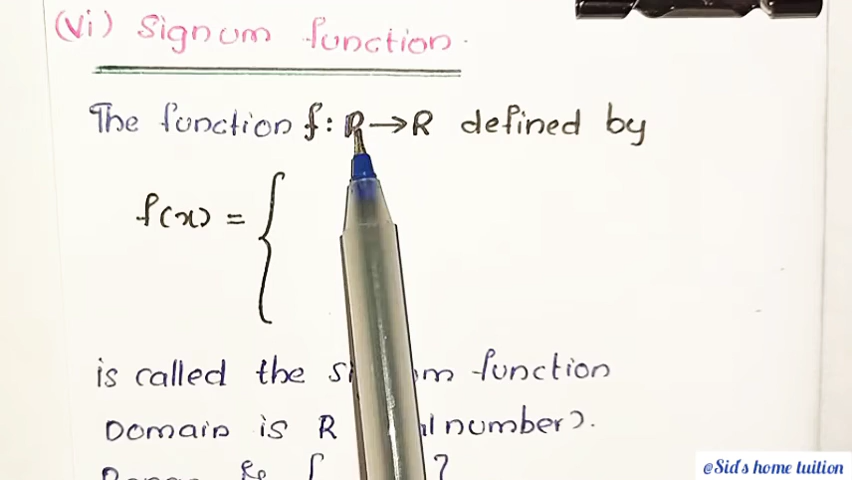 (Vi) Signum function.
The function f: R→R defined by
f(x) = {
is called the function
Domain is R number).
@Sid's home tuition